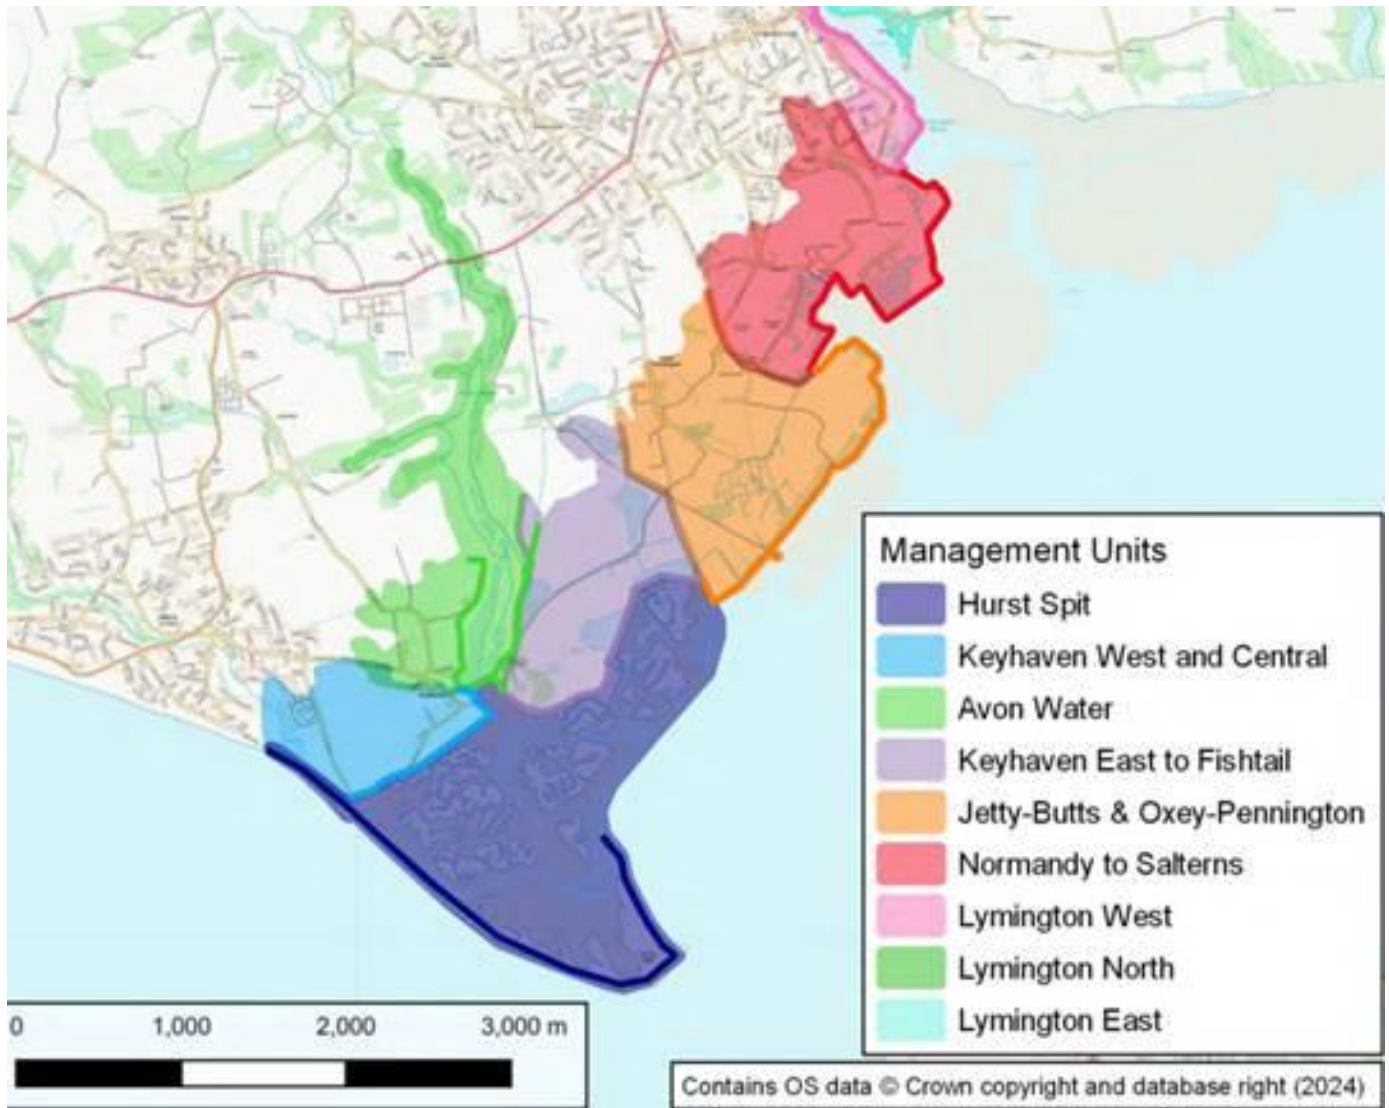 Management Units
Hurst Spit
Keyhaven West and Central
Avon Water
Keyhaven East to Fishtail
Jetty-Butts & Oxey-Pennington
Normandy to Salterns
Lymington West
Lymington North
Lymington East
0 1,000 2,000 3,000 m
Contains OS data © Crown copyright and database right (2024)